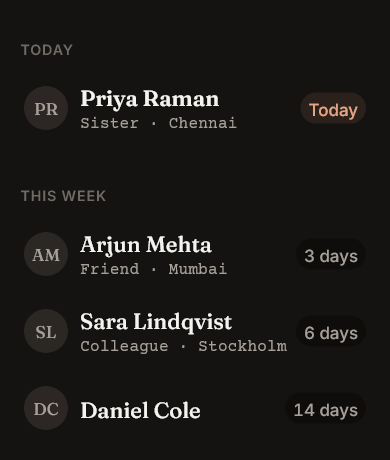 TODAY
PR
Priya Raman
Sister · Chennai
Today
THIS WEEK
AM
Arjun Mehta
Friend · Mumbai
3 days
SL
Sara Lindqvist
Colleague · Stockholm
6 days
DC
Daniel Cole
14 days